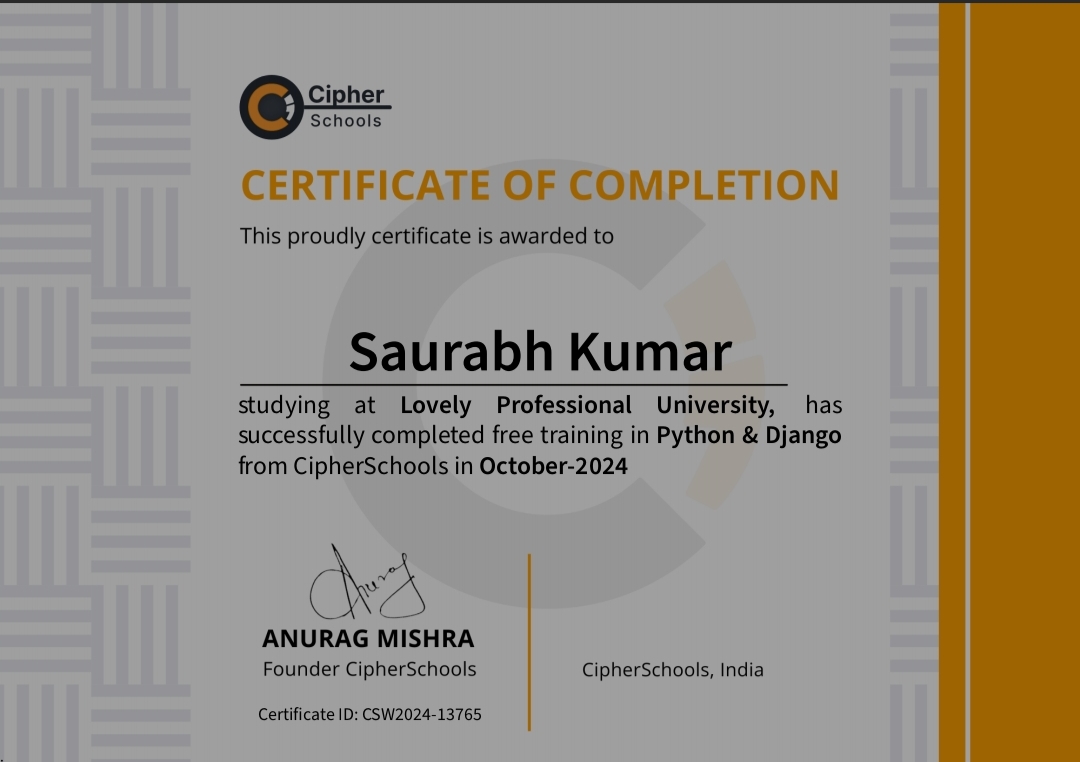 Cipher
Schools
CERTIFICATE OF COMPLETION
This proudly certificate is awarded to
Saurabh Kumar
studying at Lovely Professional University, has
successfully completed free training in Python & Django
from CipherSchools in October-2024
Anurag
ANURAG MISHRA
Founder CipherSchools
CipherSchools, India
Certificate ID: CSW2024-13765